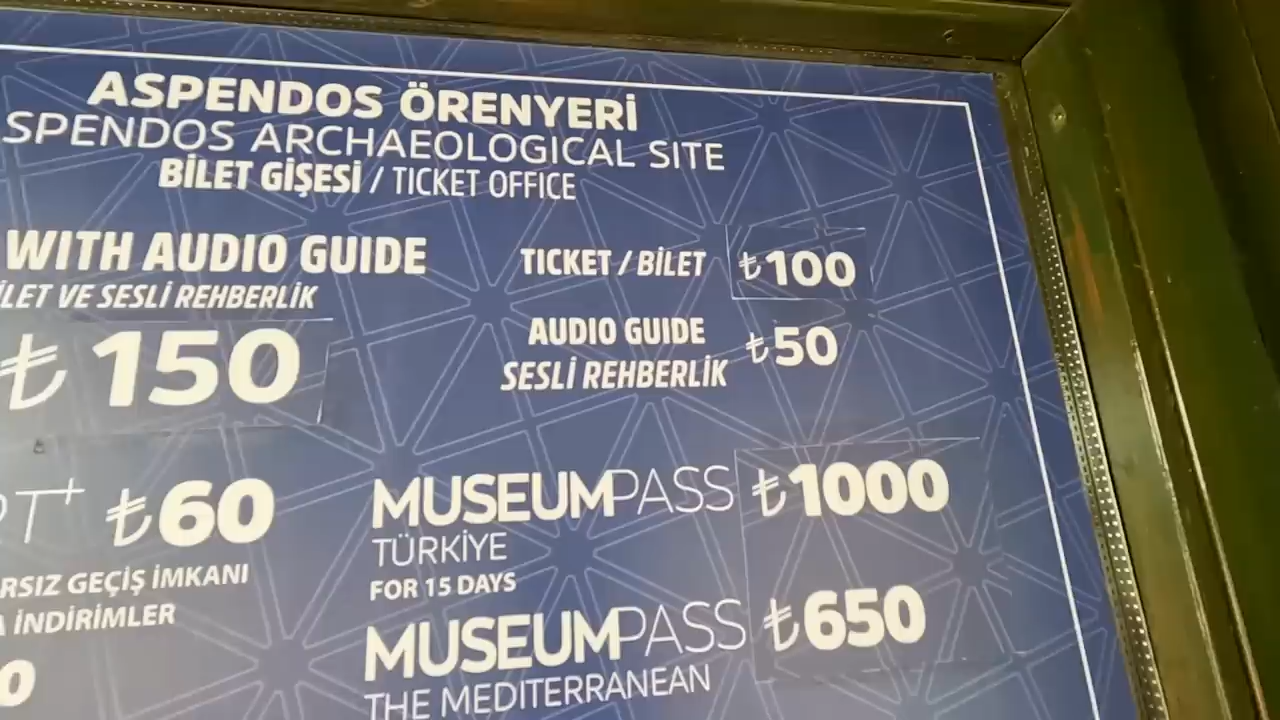 ASPENDOS ÖRENYERİ
SPENDOS ARCHAEOLOGICAL SITE
BİLET GİŞESİ / TICKET OFFICE
WITH AUDIO GUIDE
İLET VE SESLİ REHBERLİK
₺150
TICKET / BİLET ₺100
AUDIO GUIDE
SESLİ REHBERLİK ₺50
RT+ ₺60
RSIZ GEÇİŞ İMKANI
A İNDİRİMLER
0
MUSEUMPASS ₺1000
TÜRKİYE
FOR 15 DAYS
MUSEUMPASS ₺650
THE MEDITERRANEAN